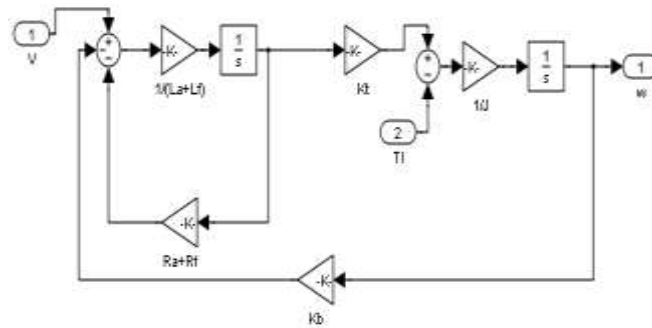 1
V
-K-
1/(La+Lf)
1
s
-K-
Kt
2
Tl
-K-
1/J
1
s
1
w
-K-
Ra+Rf
-K-
Kb